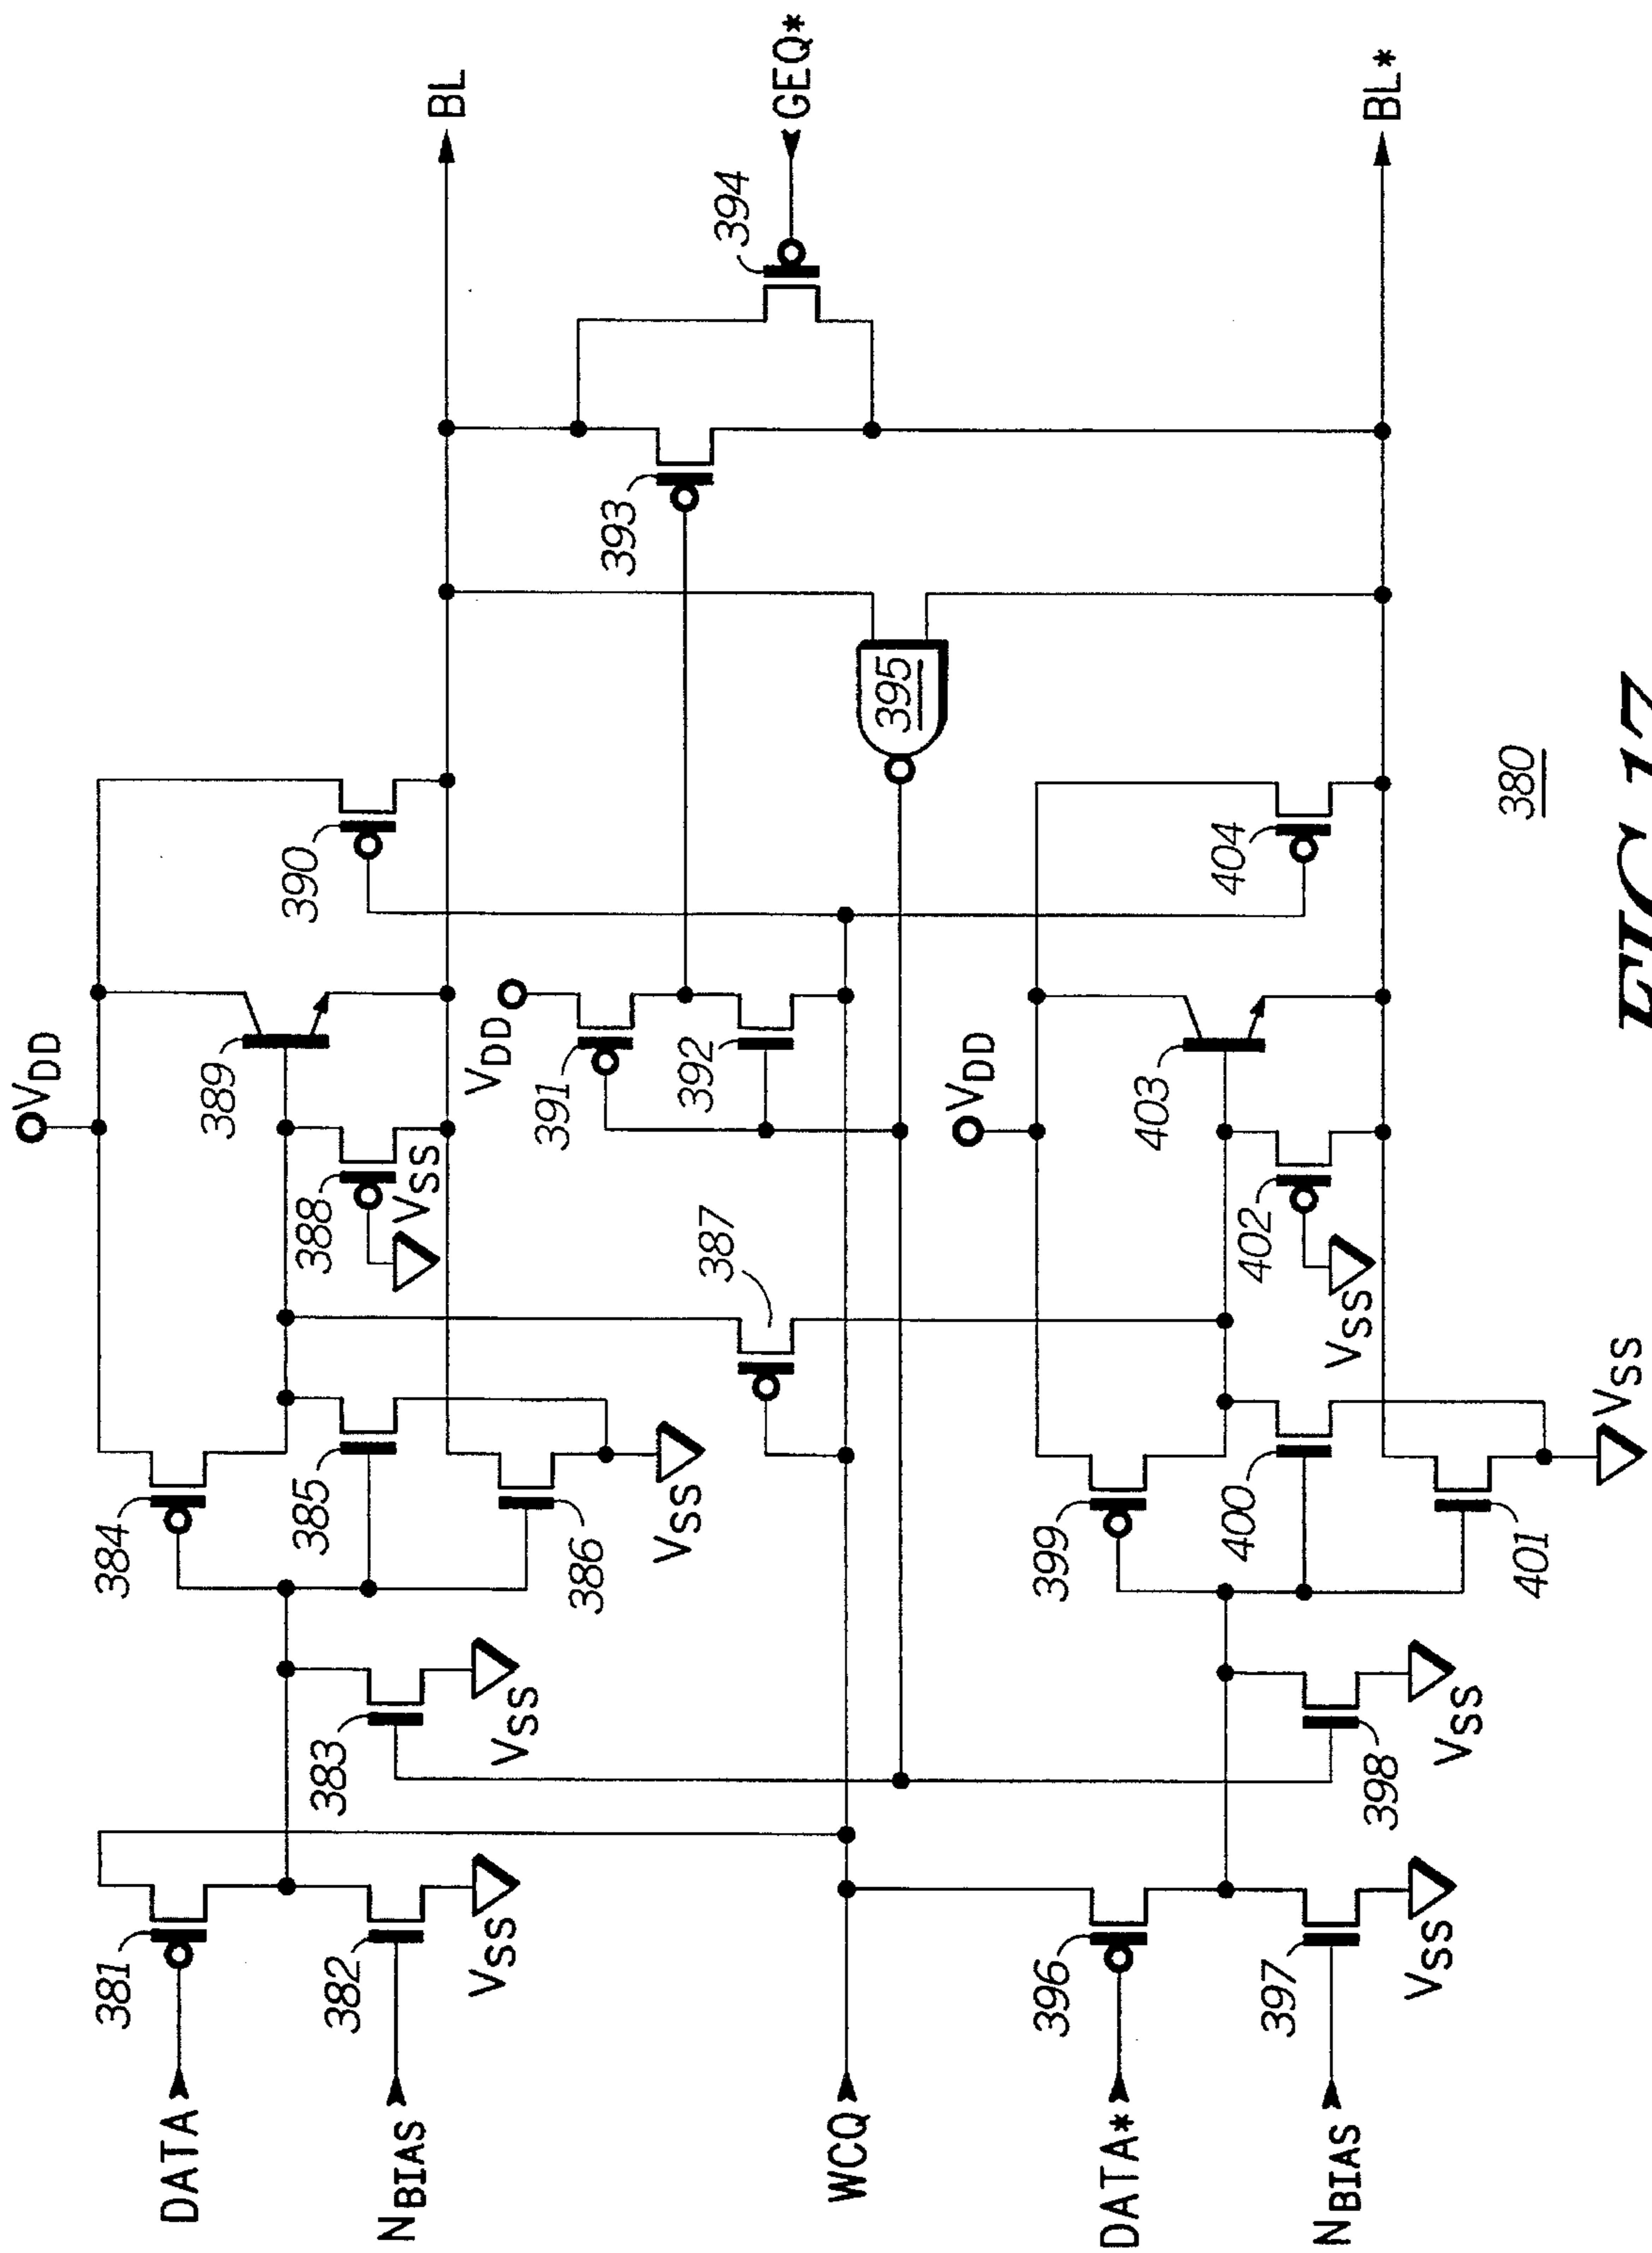 DATA
NBIAS
WCQ
DATA*
NBIAS
381
382
VSS
383
VSS
384
385
386
VSS
387
388
VSS
389
VDD
390
VDD
391
392
393
394
395
BL
GEQ*
BL*
396
397
VSS
398
VSS
399
400
401
VSS
402
VSS
403
VDD
404
380
FIG.17